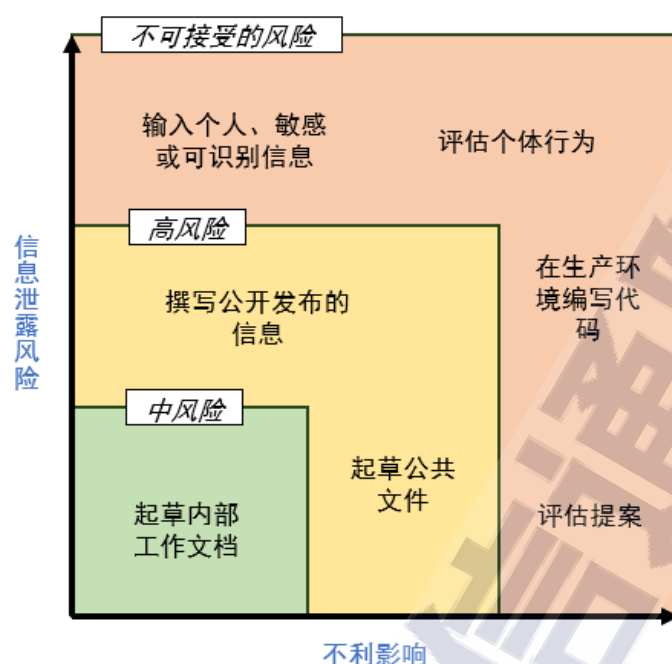 不可接受的风险
输入个人、敏感
或可识别信息
评估个体行为
高风险
信息泄露风险
撰写公开发布的
信息
在生产环
境编写代
码
中风险
起草内部
工作文档
起草公共
文件
评估提案
不利影响